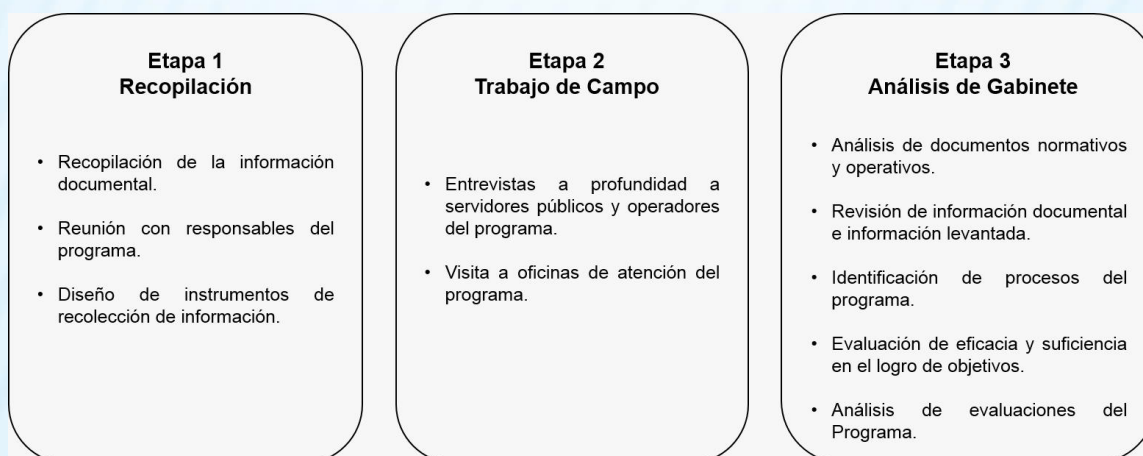 Etapa 1
Recopilación
• Recopilación de la información
documental.
• Reunión con responsables del
programa.
• Diseño de instrumentos de
recolección de información.
Etapa 2
Trabajo de Campo
• Entrevistas a profundidad a
servidores públicos y operadores
del programa.
• Visita a oficinas de atención del
programa.
Etapa 3
Análisis de Gabinete
• Análisis de documentos normativos
y operativos.
• Revisión de información documental
e información levantada.
• Identificación de procesos del
programa.
• Evaluación de eficacia y suficiencia
en el logro de objetivos.
• Análisis de evaluaciones del
Programa.